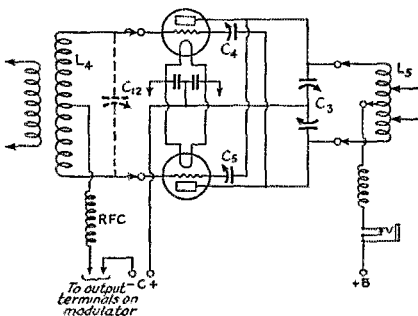 L4
C12
C4
C3
L5
C5
RFC
-C+
+B
To output
terminals on
modulator